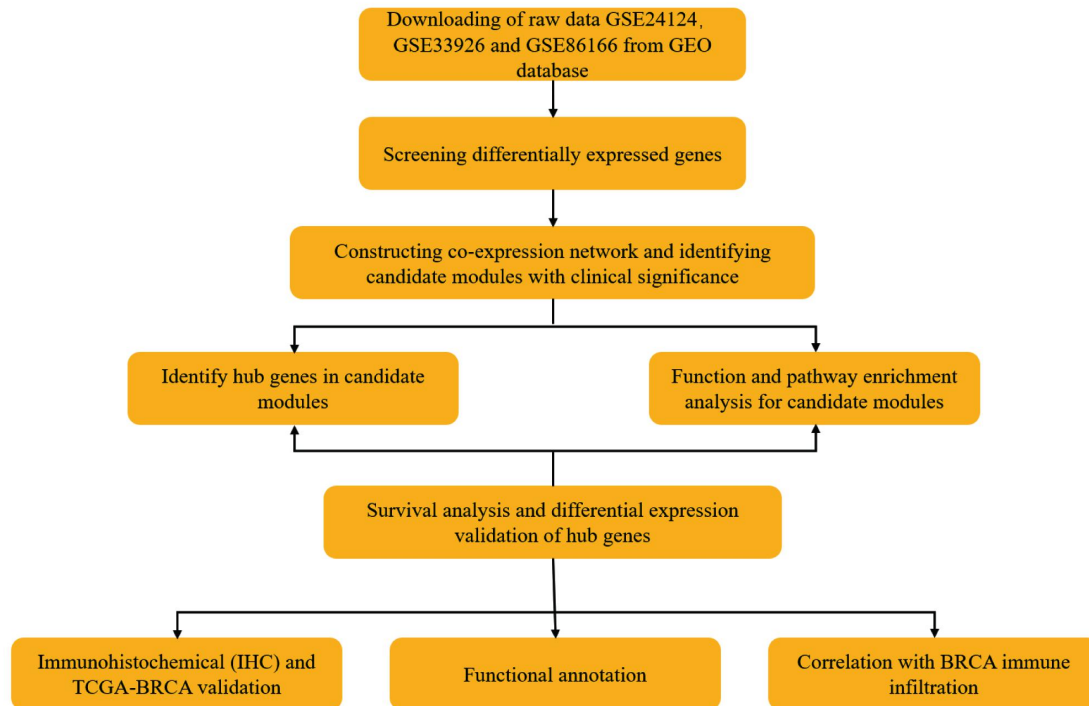 Downloading of raw data GSE24124,
GSE33926 and GSE86166 from GEO
database
Screening differentially expressed genes
Constructing co-expression network and identifying
candidate modules with clinical significance
Identify hub genes in candidate
modules
Function and pathway enrichment
analysis for candidate modules
Survival analysis and differential expression
validation of hub genes
Immunohistochemical (IHC) and
TCGA-BRCA validation
Functional annotation
Correlation with BRCA immune
infiltration